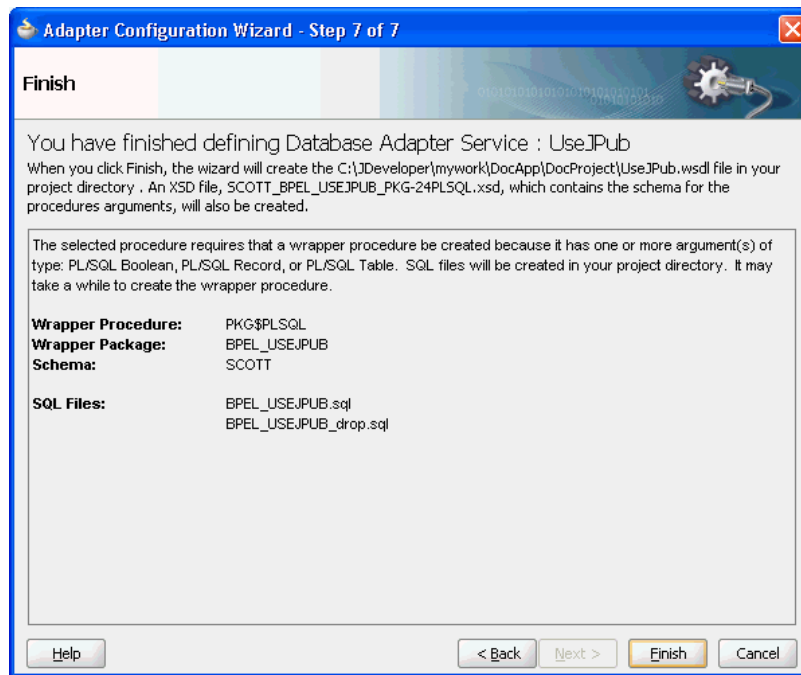 Adapter Configuration Wizard - Step 7 of 7
Finish
You have finished defining Database Adapter Service : UseJPub
When you click Finish, the wizard will create the C:\JDeveloper\mywork\DocApp\DocProject\UseJPub.wsdl file in your
project directory . An XSD file, SCOTT_BPEL_USEJPUB_PKG-24PLSQL.xsd, which contains the schema for the
procedures arguments, will also be created.
The selected procedure requires that a wrapper procedure be created because it has one or more argument(s) of
type: PL/SQL Boolean, PL/SQL Record, or PL/SQL Table. SQL files will be created in your project directory. It may
take a while to create the wrapper procedure.
Wrapper Procedure: PKG$PLSQL
Wrapper Package: BPEL_USEJPUB
Schema: SCOTT
SQL Files: BPEL_USEJPUB.sql
BPEL_USEJPUB_drop.sql
Help < Back Next > Finish Cancel